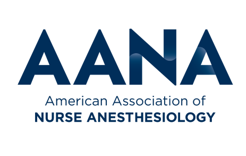 AANA
American Association of
NURSE ANESTHESIOLOGY